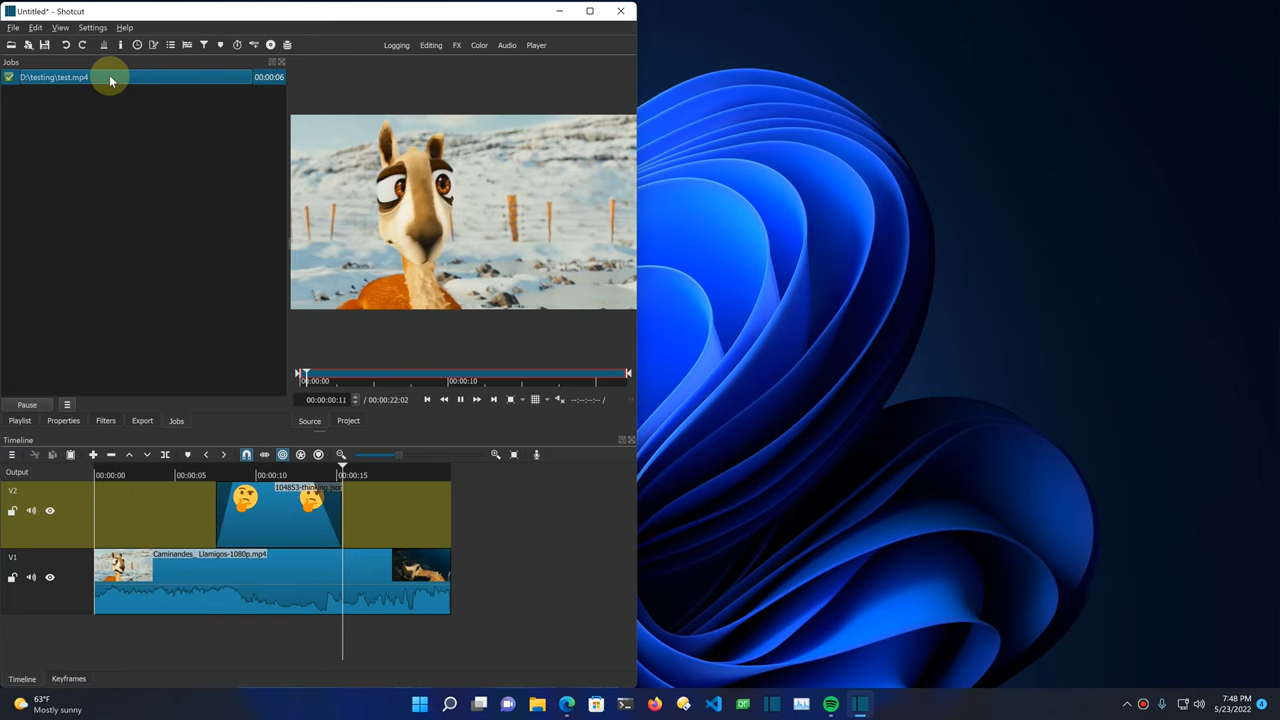 Untitled* - Shotcut
File Edit View Settings Help
Logging Editing FX Color Audio Player
Jobs
D:\testing\test.mp4 00:00:06
00:00:00 00:00:10
Pause
00:00:00:11 / 00:00:22:02 --:--:--:-- /
Playlist Properties Filters Export Jobs
Source Project
Timeline
Output 00:00:00 00:00:05 00:00:10 00:00:15
V2 104853-thinking.json
V1 Caminandes_ Llamigos-1080p.mp4
Timeline Keyframes
63°F
Mostly sunny
7:48 PM
5/23/2022
4